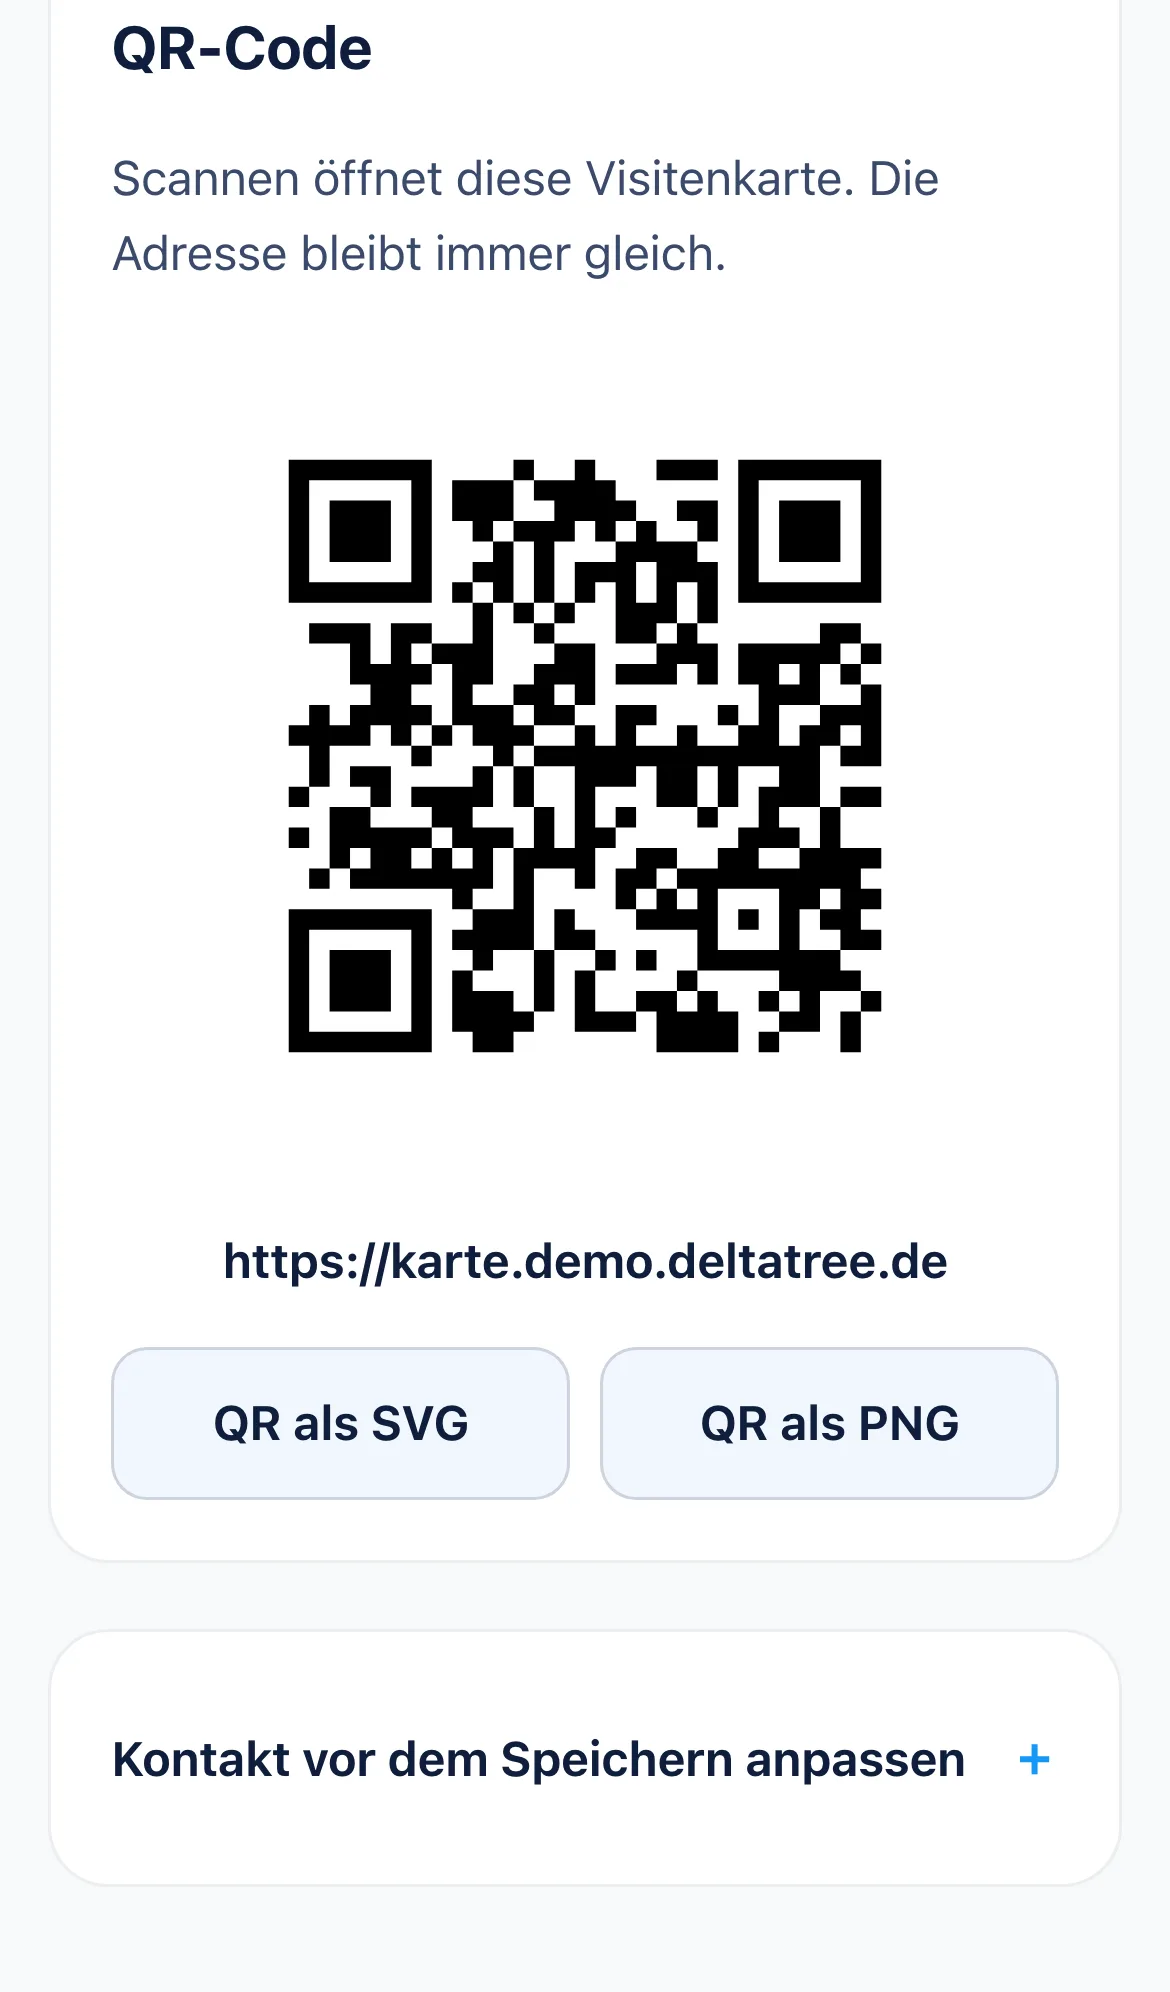 QR-Code
Scannen öffnet diese Visitenkarte. Die
Adresse bleibt immer gleich.
https://karte.demo.deltatree.de
QR als SVG
QR als PNG
Kontakt vor dem Speichern anpassen +